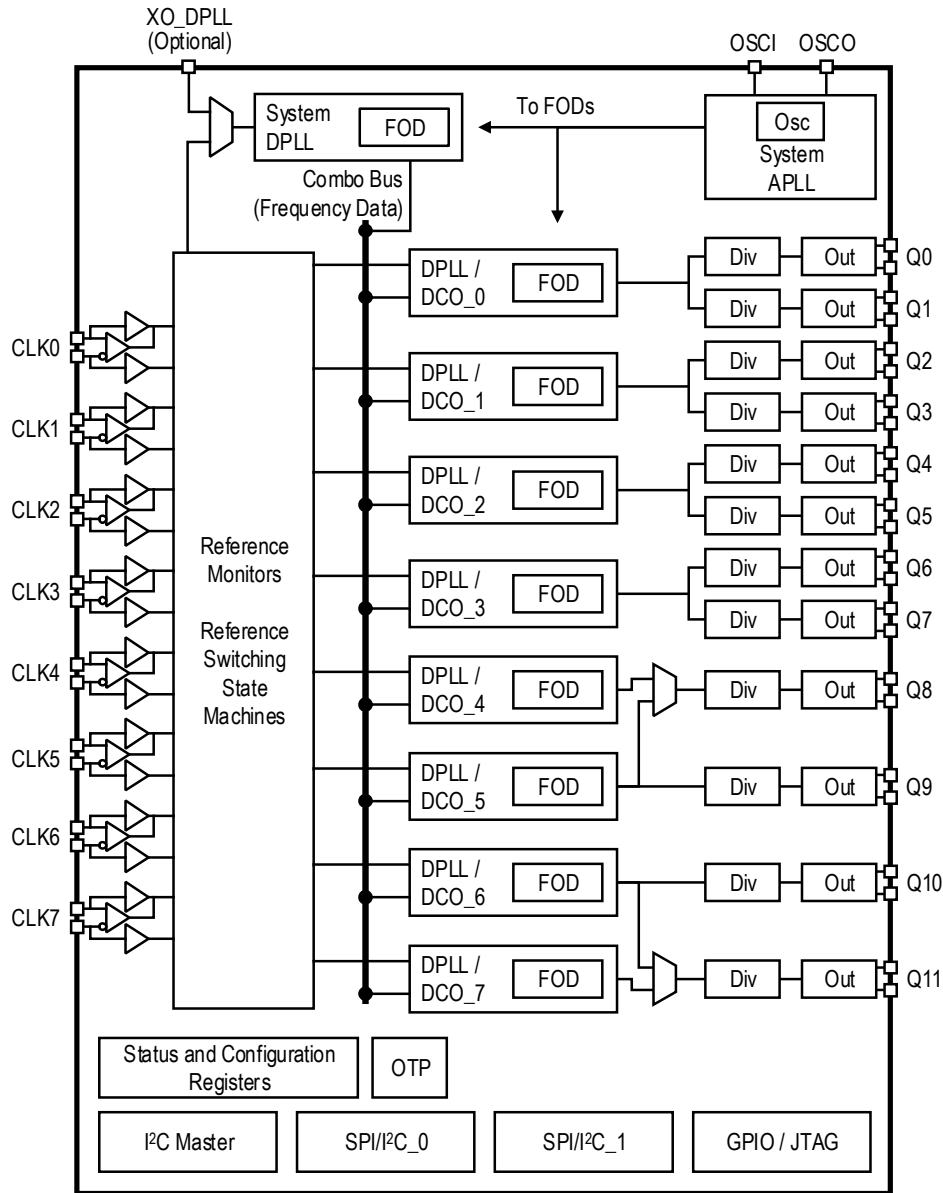 XO_DPLL
(Optional)
OSCI OSCO
System
DPLL
FOD
To FODs
Osc
System
APLL
Combo Bus
(Frequency Data)
DPLL /
DCO_0
FOD
Div Out Q0
Div Out Q1
CLK0
DPLL /
DCO_1
FOD
Div Out Q2
Div Out Q3
CLK1
DPLL /
DCO_2
FOD
Div Out Q4
Div Out Q5
CLK2
Reference
Monitors
Reference
Switching
State
Machines
DPLL /
DCO_3
FOD
Div Out Q6
Div Out Q7
CLK3
DPLL /
DCO_4
FOD
Div Out Q8
CLK4
DPLL /
DCO_5
FOD
Div Out Q9
CLK5
DPLL /
DCO_6
FOD
Div Out Q10
CLK6
DPLL /
DCO_7
FOD
Div Out Q11
CLK7
Status and Configuration
Registers
OTP
I²C Master
SPI/I²C_0
SPI/I²C_1
GPIO / JTAG